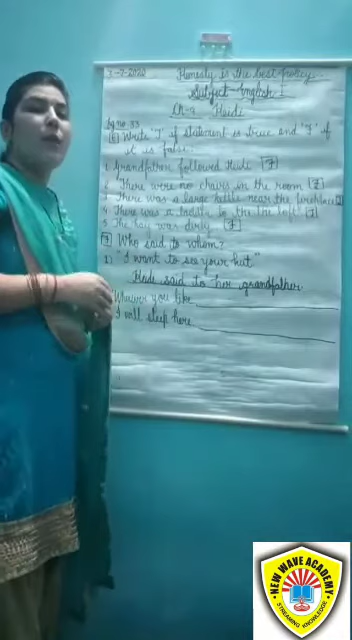 3-7-2022 Honesty is the best policy...
Subject - English
Ch-4 Heidi
Pg no. 33
Write 'T' if statement is true and 'F' if
it is false.
1. Grandfather followed Heidi [F]
2 There were no chairs in the room [F]
3 There was a large kettle near the fireplace
4 There was a ladder to the loft
5 The hay was dirty. [F]
Who said to whom?
1) "I want to see your hut"
Heidi said to her grandfather
Wherever you like
I will sleep here
NEW WAVE ACADEMY
STREAMING KNOWLEDGE